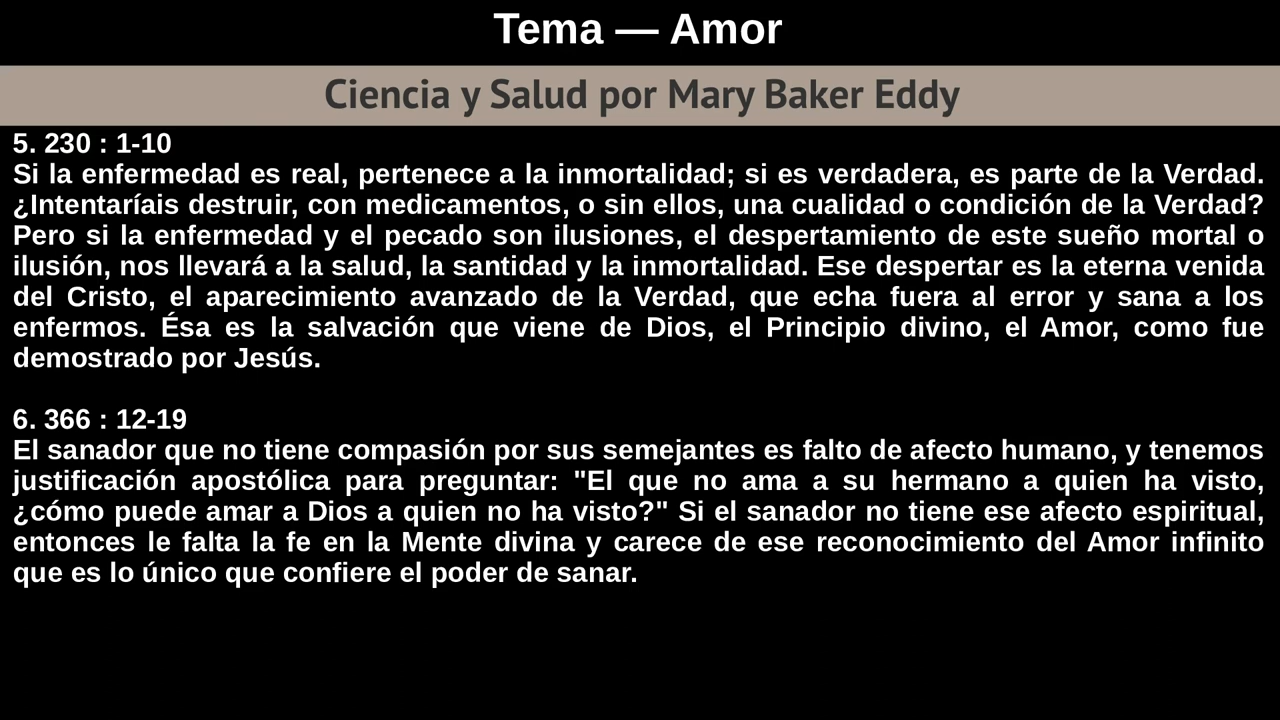 Tema — Amor
Ciencia y Salud por Mary Baker Eddy
5. 230 : 1-10
Si la enfermedad es real, pertenece a la inmortalidad; si es verdadera, es parte de la Verdad.
¿Intentaríais destruir, con medicamentos, o sin ellos, una cualidad o condición de la Verdad?
Pero si la enfermedad y el pecado son ilusiones, el despertamiento de este sueño mortal o
ilusión, nos llevará a la salud, la santidad y la inmortalidad. Ese despertar es la eterna venida
del Cristo, el aparecimiento avanzado de la Verdad, que echa fuera al error y sana a los
enfermos. Ésa es la salvación que viene de Dios, el Principio divino, el Amor, como fue
demostrado por Jesús.
6. 366 : 12-19
El sanador que no tiene compasión por sus semejantes es falto de afecto humano, y tenemos
justificación apostólica para preguntar: "El que no ama a su hermano a quien ha visto,
¿cómo puede amar a Dios a quien no ha visto?" Si el sanador no tiene ese afecto espiritual,
entonces le falta la fe en la Mente divina y carece de ese reconocimiento del Amor infinito
que es lo único que confiere el poder de sanar.